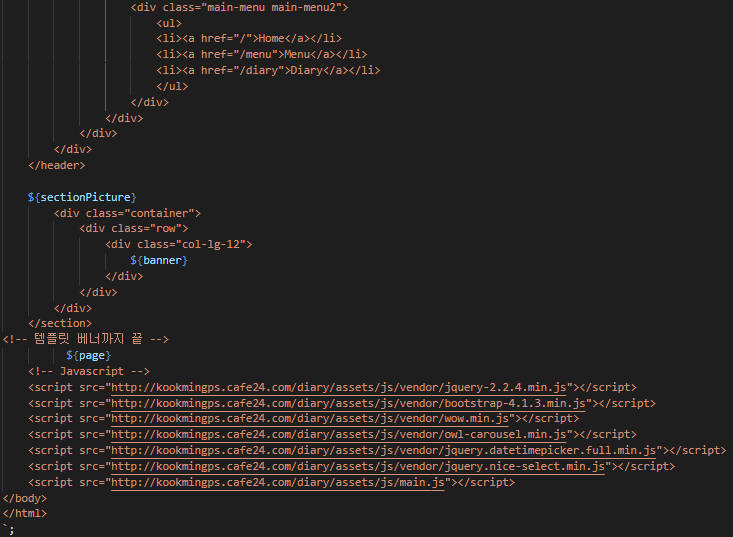 <div class="main-menu main-menu2">
<ul>
<li><a href="/">Home</a></li>
<li><a href="/menu">Menu</a></li>
<li><a href="/diary">Diary</a></li>
</ul>
</div>
</div>
</div>
</div>
</header>
${sectionPicture}
<div class="container">
<div class="row">
<div class="col-lg-12">
${banner}
</div>
</div>
</div>
</section>
<!-- 템플릿 베너까지 끝 -->
${page}
<!-- Javascript -->
<script src="http://kookmingps.cafe24.com/diary/assets/js/vendor/jquery-2.2.4.min.js"></script>
<script src="http://kookmingps.cafe24.com/diary/assets/js/vendor/bootstrap-4.1.3.min.js"></script>
<script src="http://kookmingps.cafe24.com/diary/assets/js/vendor/wow.min.js"></script>
<script src="http://kookmingps.cafe24.com/diary/assets/js/vendor/owl-carousel.min.js"></script>
<script src="http://kookmingps.cafe24.com/diary/assets/js/vendor/jquery.datetimepicker.full.min.js"></script>
<script src="http://kookmingps.cafe24.com/diary/assets/js/vendor/jquery.nice-select.min.js"></script>
<script src="http://kookmingps.cafe24.com/diary/assets/js/main.js"></script>
</body>
</html>
`;